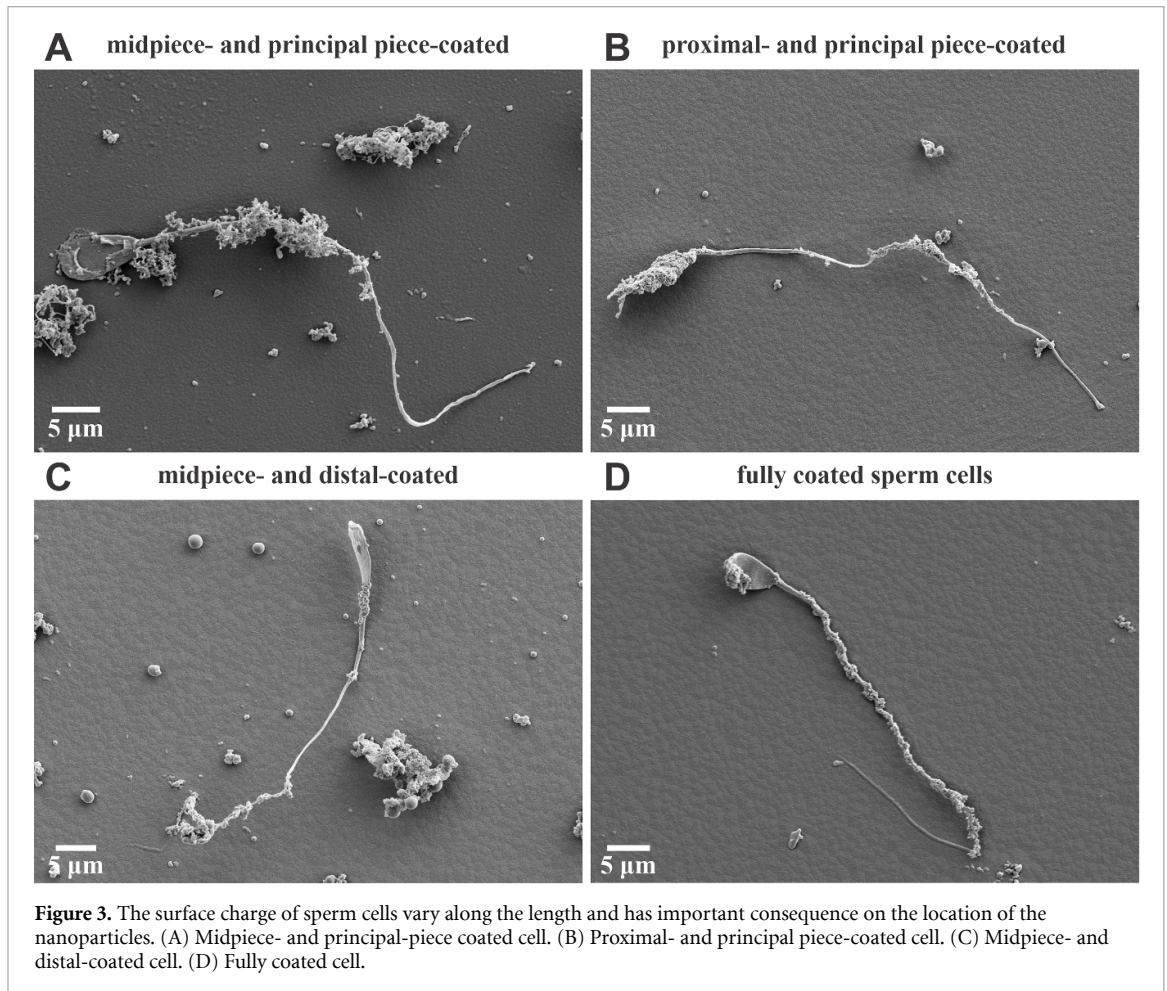 A midpiece- and principal piece-coated
B proximal- and principal piece-coated
5 µm
5 µm
C midpiece- and distal-coated
D fully coated sperm cells
5 µm
5 µm
Figure 3. The surface charge of sperm cells vary along the length and has important consequence on the location of the
nanoparticles. (A) Midpiece- and principal-piece coated cell. (B) Proximal- and principal piece-coated cell. (C) Midpiece- and
distal-coated cell. (D) Fully coated cell.